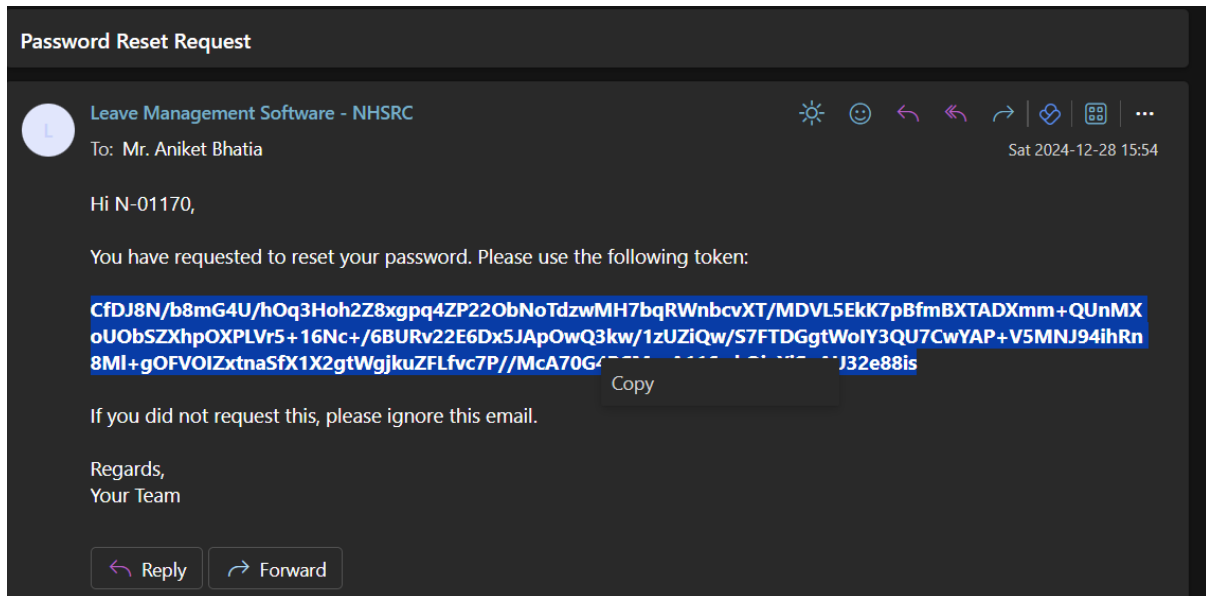 Password Reset Request
L
Leave Management Software - NHSRC
To: Mr. Aniket Bhatia
Sat 2024-12-28 15:54
Hi N-01170,
You have requested to reset your password. Please use the following token:
CfDJ8N/b8mG4U/hOq3Hoh2Z8xgpq4ZP22ObNoTdzwMH7bqRWnbcvXT/MDVL5EkK7pBfmBXTADXmm+QUnMX
oUObSZXhpOXPLVr5+16Nc+/6BURv22E6Dx5JApOwQ3kw/1zUZiQw/S7FTDGgtWoIY3QU7CwYAP+V5MNJ94ihRn
8Ml+gOFVOIZxtnaSfX1X2gtWgjkuZFLfvc7P//McA70G4
Copy
If you did not request this, please ignore this email.
Regards,
Your Team
Reply
Forward